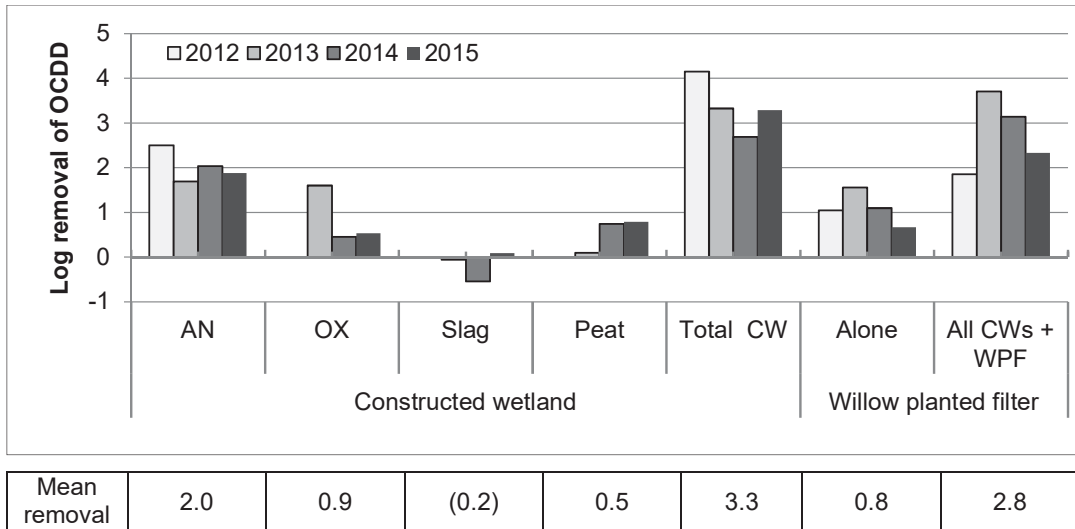 5
4
3
2
1
0
-1
Log removal of OCDD
2012 2013 2014 2015
AN OX Slag Peat Total CW Alone All CWs +
WPF
Constructed wetland Willow planted filter
Mean
removal 2.0 0.9 (0.2) 0.5 3.3 0.8 2.8